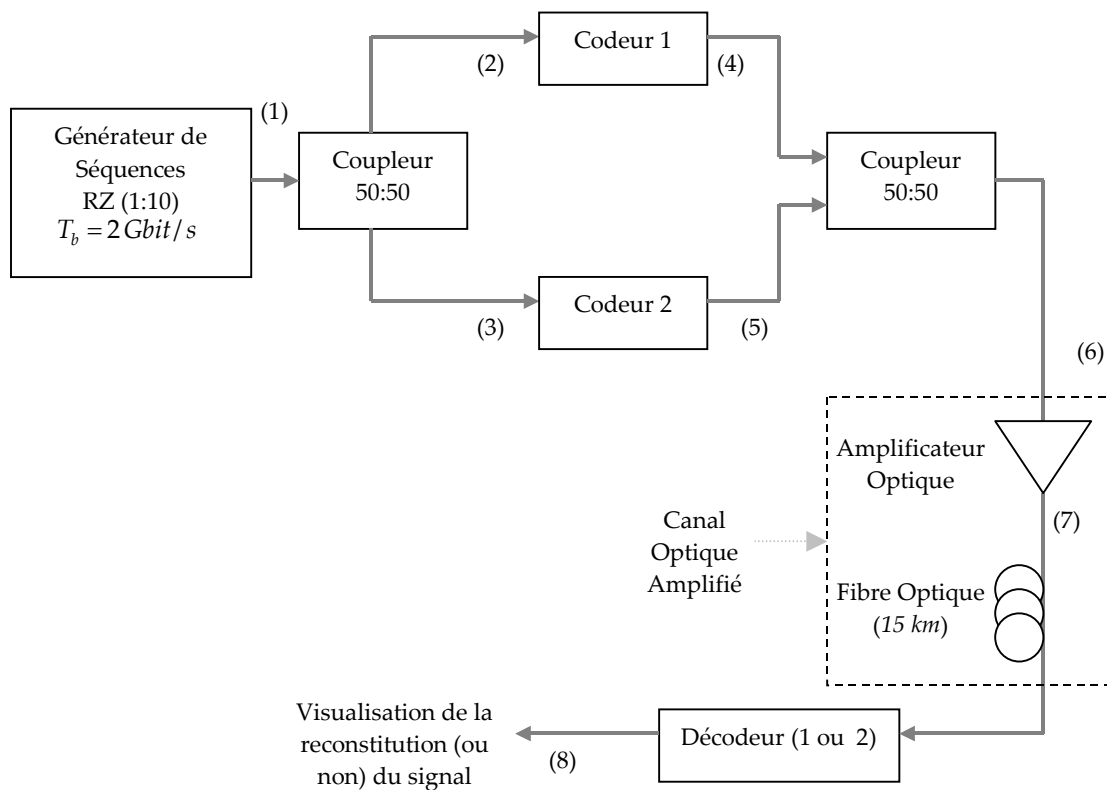 Codeur 1
(2)
(4)
(1)
Générateur de
Séquences
RZ (1:10)
T_b = 2 Gbit/s
Coupleur
50:50
Coupleur
50:50
Codeur 2
(3)
(5)
(6)
Amplificateur
Optique
(7)
Canal
Optique
Amplifié
Fibre Optique
(15 km)
Visualisation de la
reconstitution (ou
non) du signal
(8)
Décodeur (1 ou 2)